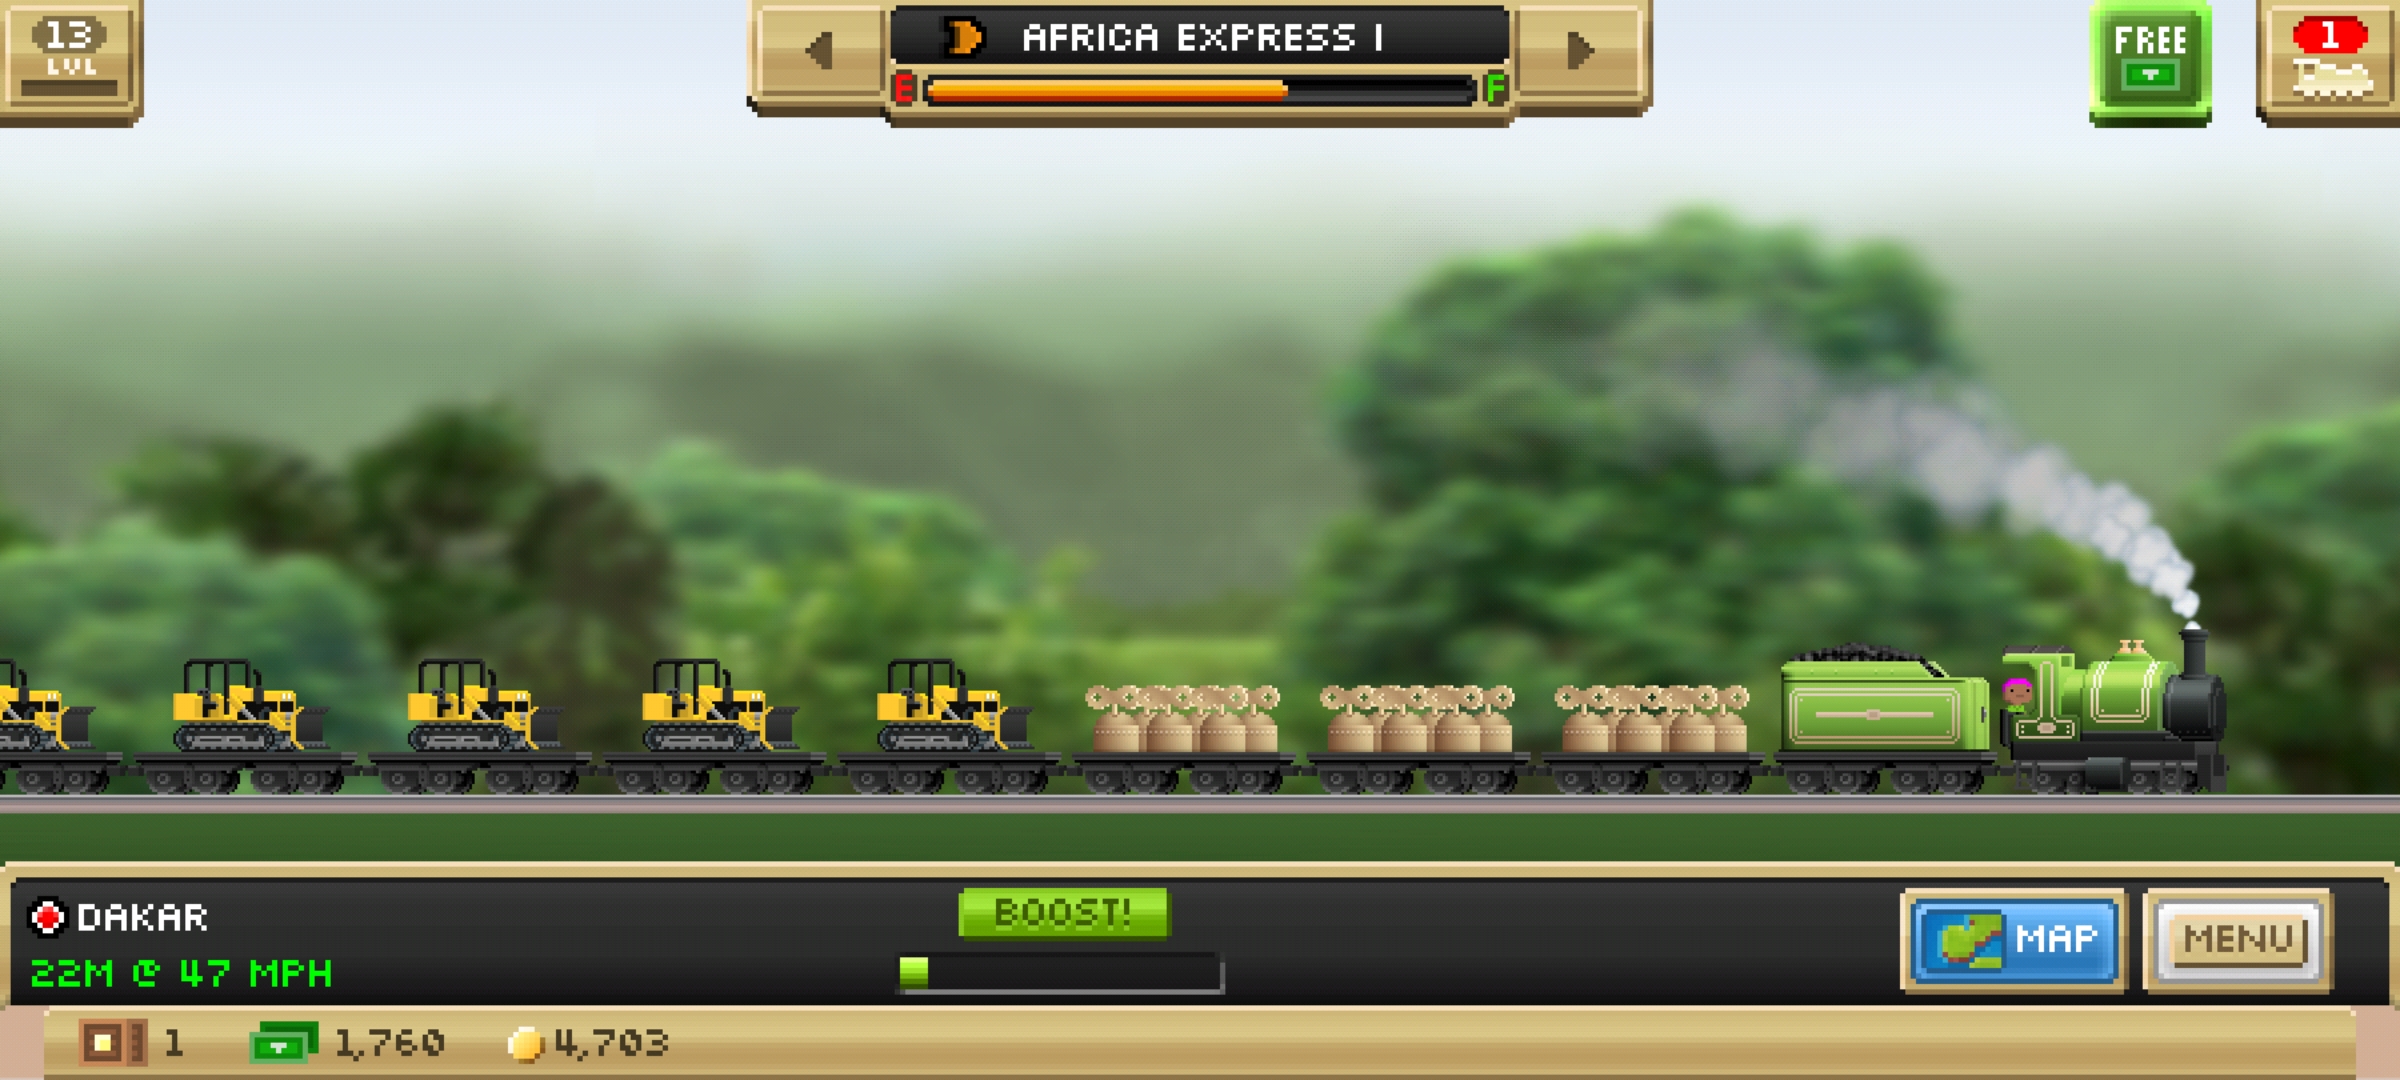 13
LVL
AFRICA EXPRESS I
E F
FREE
1
DAKAR
22M @ 47 MPH
BOOST!
MAP
MENU
1 1,760 4,703